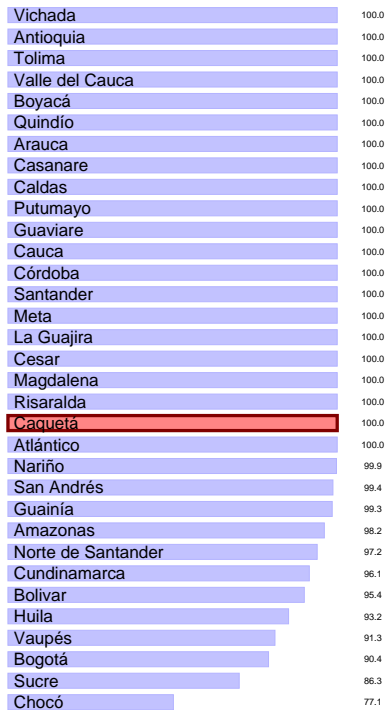 Vichada 100.0
Antioquia 100.0
Tolima 100.0
Valle del Cauca 100.0
Boyacá 100.0
Quindío 100.0
Arauca 100.0
Casanare 100.0
Caldas 100.0
Putumayo 100.0
Guaviare 100.0
Cauca 100.0
Córdoba 100.0
Santander 100.0
Meta 100.0
La Guajira 100.0
Cesar 100.0
Magdalena 100.0
Risaralda 100.0
Caquetá 100.0
Atlántico 100.0
Nariño 99.9
San Andrés 99.4
Guainía 99.3
Amazonas 98.2
Norte de Santander 97.2
Cundinamarca 96.1
Bolivar 95.4
Huila 93.2
Vaupés 91.3
Bogotá 90.4
Sucre 86.3
Chocó 77.1